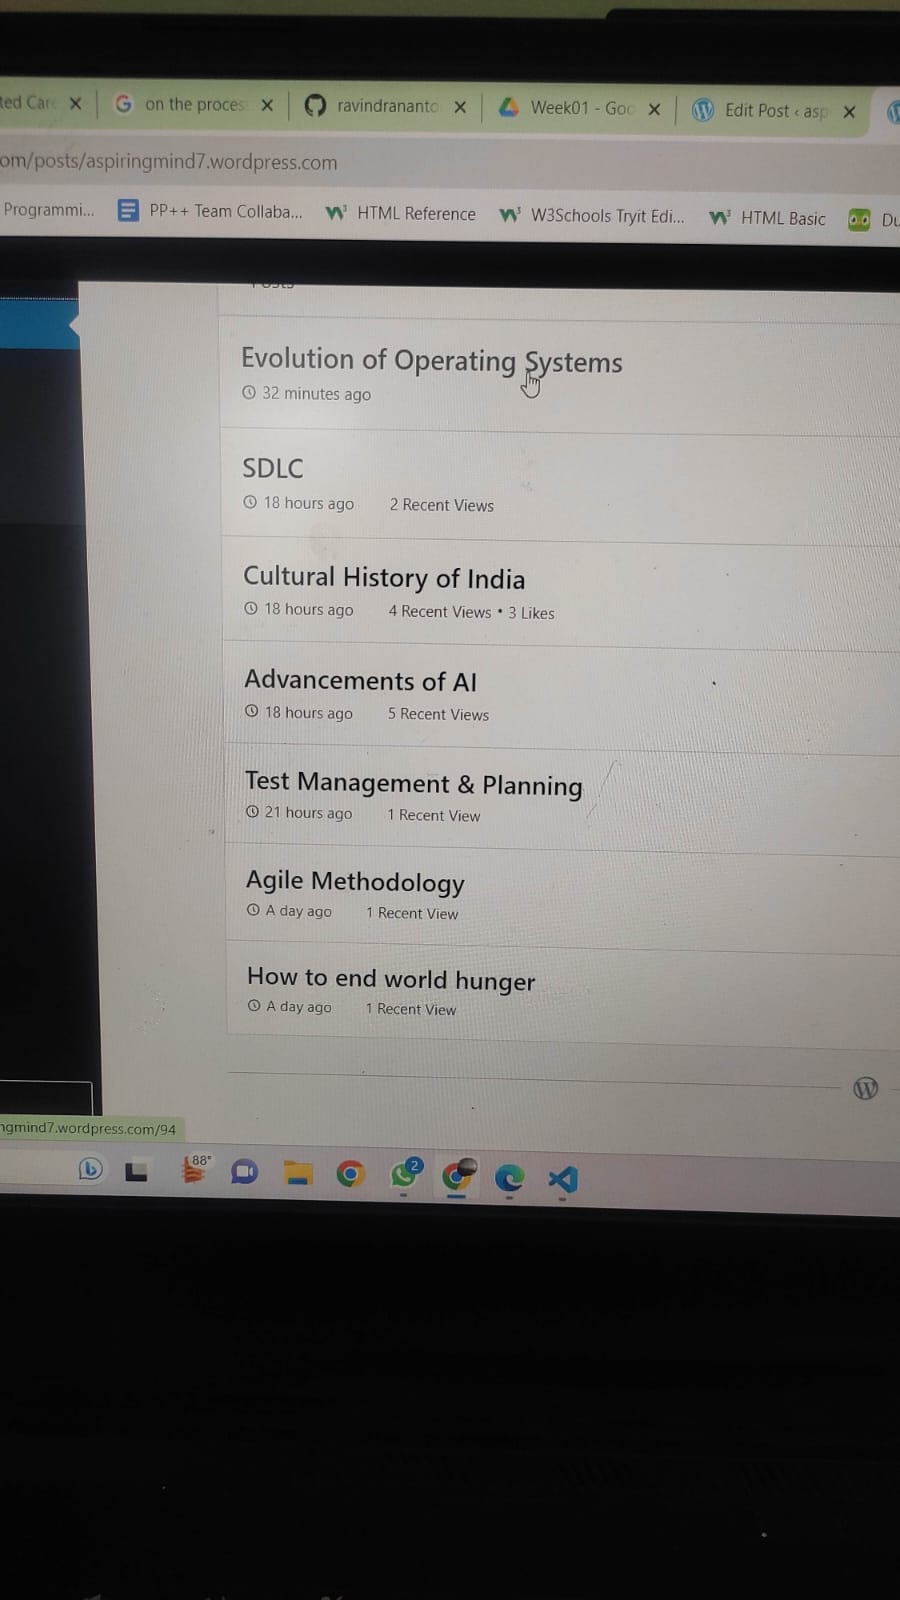 ted Car
on the proces
ravindrananto
Week01 - Goo
Edit Post ‹ asp
om/posts/aspiringmind7.wordpress.com
Programmi...
PP++ Team Collaba...
HTML Reference
W3Schools Tryit Edi...
HTML Basic
Du
Posts
Evolution of Operating Systems
32 minutes ago
SDLC
18 hours ago 2 Recent Views
Cultural History of India
18 hours ago 4 Recent Views • 3 Likes
Advancements of AI
18 hours ago 5 Recent Views
Test Management & Planning
21 hours ago 1 Recent View
Agile Methodology
A day ago 1 Recent View
How to end world hunger
A day ago 1 Recent View
ngmind7.wordpress.com/94
88°
2